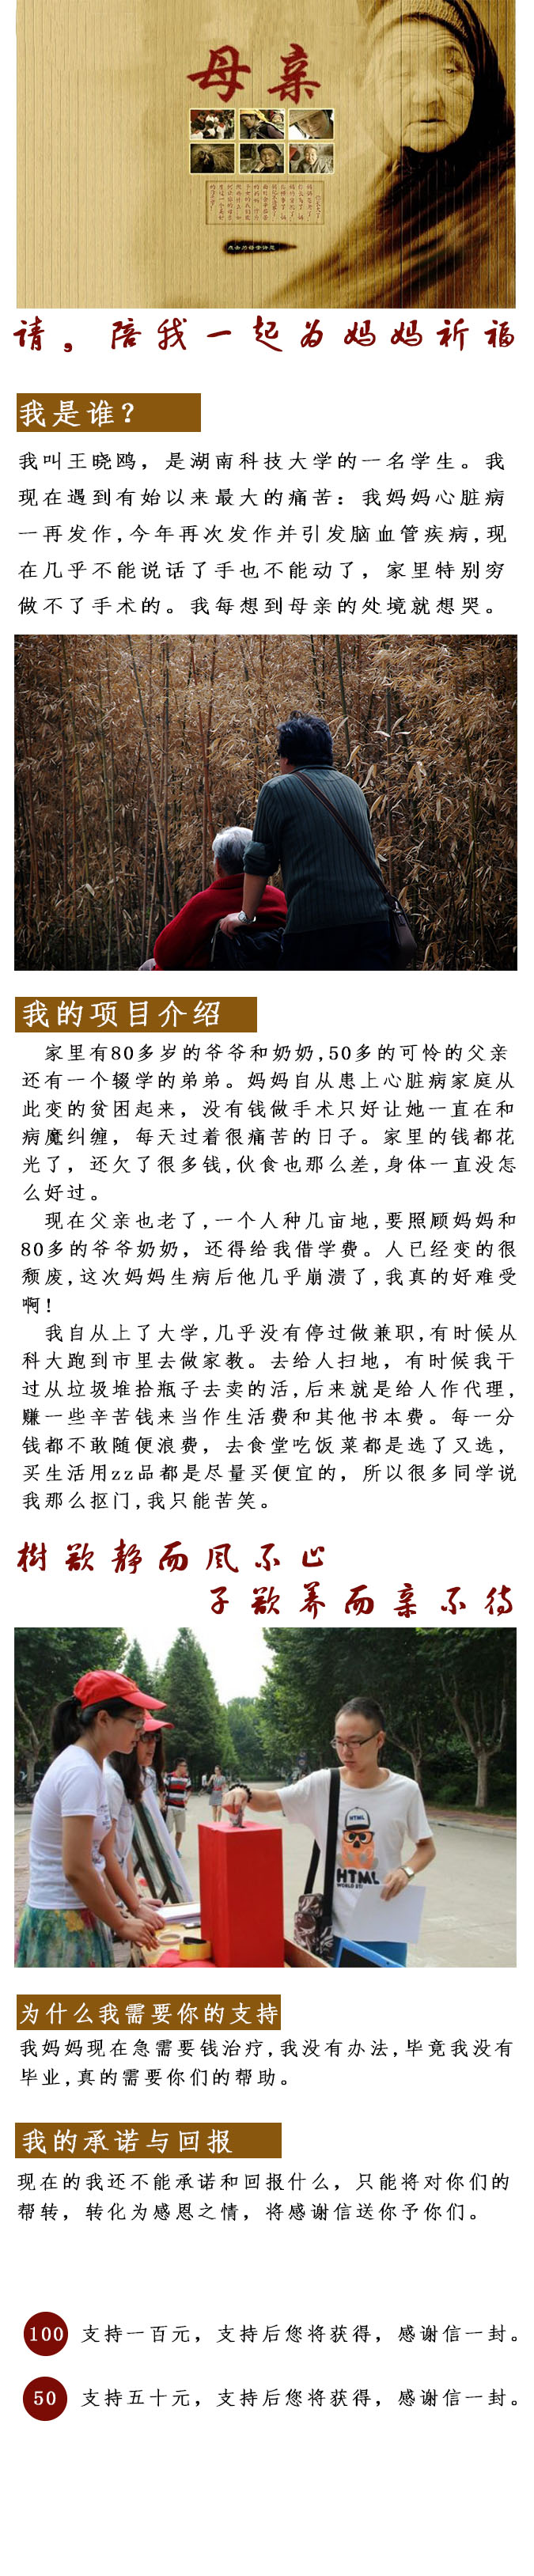 母亲
请，陪我一起为妈妈祈福
我是谁？
我叫王晓鸥，是湖南科技大学的一名学生。我
现在遇到有始以来最大的痛苦：我妈妈心脏病
一再发作,今年再次发作并引发脑血管疾病,现
在几乎不能说话了手也不能动了，家里特别穷
做不了手术的。我每想到母亲的处境就想哭。
我的项目介绍
家里有80多岁的爷爷和奶奶,50多的可怜的父亲
还有一个辍学的弟弟。妈妈自从患上心脏病家庭从
此变的贫困起来，没有钱做手术只好让她一直在和
病魔纠缠，每天过着很痛苦的日子。家里的钱都花
光了，还欠了很多钱,伙食也那么差,身体一直没怎
么好过。
现在父亲也老了,一个人种几亩地,要照顾妈妈和
80多的爷爷奶奶，还得给我借学费。人已经变的很
颓废,这次妈妈生病后他几乎崩溃了,我真的好难受
啊!
我自从上了大学,几乎没有停过做兼职,有时候从
科大跑到市里去做家教。去给人扫地，有时候我干
过从垃圾堆拾瓶子去卖的活,后来就是给人作代理,
赚一些辛苦钱来当作生活费和其他书本费。每一分
钱都不敢随便浪费，去食堂吃饭菜都是选了又选，
买生活用zz品都是尽量买便宜的，所以很多同学说
我那么抠门,我只能苦笑。
樹欲静而风不止
子欲养而亲不待
HTML
为什么我需要你的支持
我妈妈现在急需要钱治疗,我没有办法,毕竟我没有
毕业,真的需要你们的帮助。
我的承诺与回报
现在的我还不能承诺和回报什么，只能将对你们的
帮转，转化为感恩之情，将感谢信送你予你们。
100 支持一百元，支持后您将获得，感谢信一封。
50 支持五十元，支持后您将获得，感谢信一封。